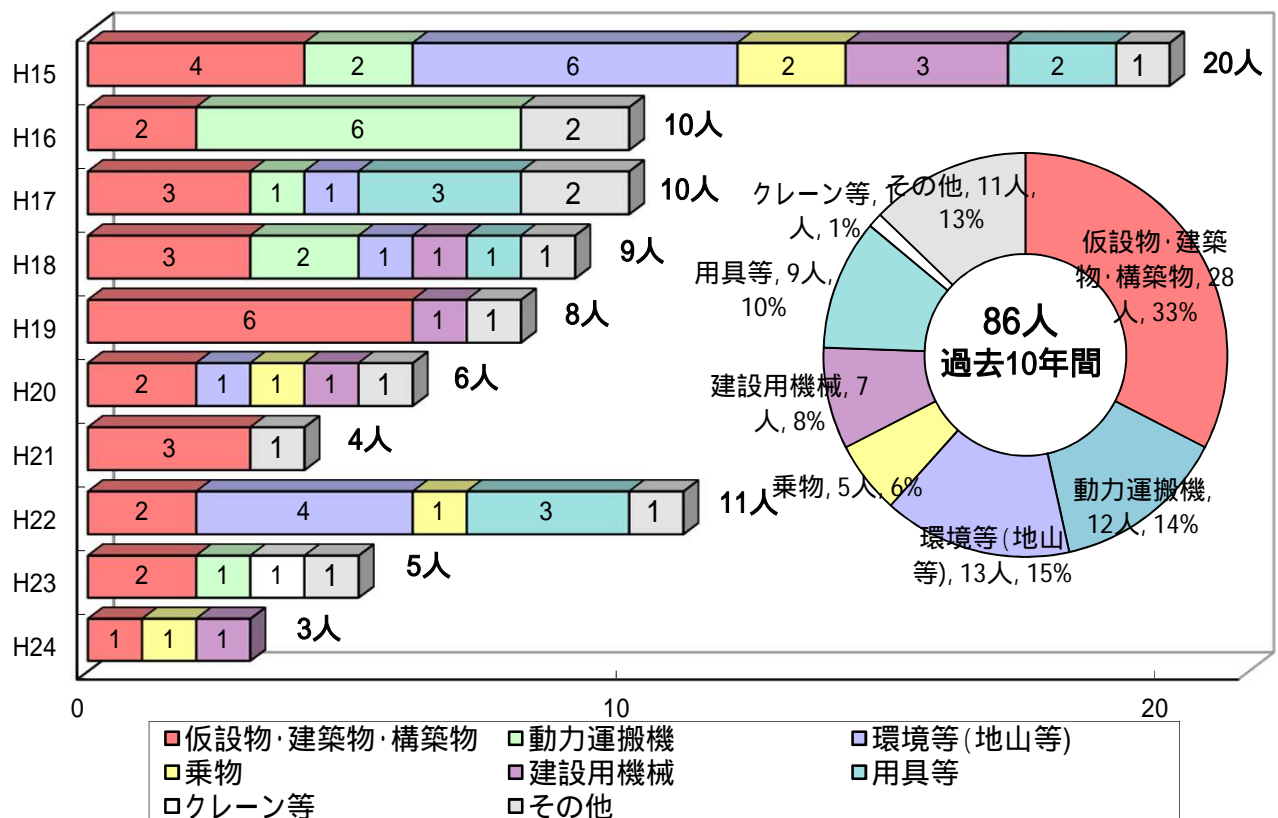 H15 4 2 6 2 3 2 1 20人
H16 2 6 2 10人
H17 3 1 1 3 2 10人
H18 3 2 1 1 1 1 9人
H19 6 1 1 8人
H20 2 1 1 1 1 6人
H21 3 1 4人
H22 2 4 1 3 1 11人
H23 2 1 1 1 5人
H24 1 1 1 3人
0 10 20
クレーン等, 1
人, 1%
その他, 11人,
13%
仮設物・建築
物・構築物, 28
人, 33%
用具等, 9人,
10%
86人
過去10年間
建設用機械, 7
人, 8%
乗物, 5人, 6%
動力運搬機,
12人, 14%
環境等(地山
等), 13人, 15%
仮設物・建築物・構築物 動力運搬機 環境等(地山等)
乗物 建設用機械 用具等
クレーン等 その他